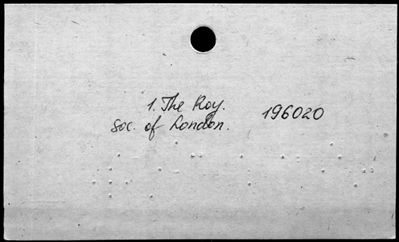 1. The Roy. 196020
soc. of London.